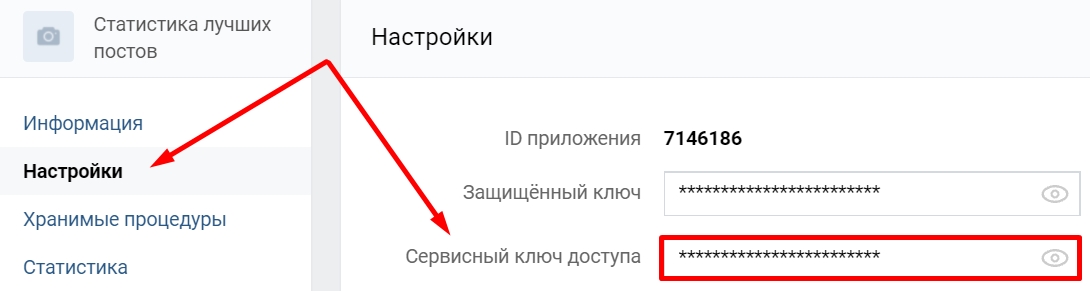 Статистика лучших
постов
Настройки
Информация
Настройки
Хранимые процедуры
Статистика
ID приложения 7146186
Защищённый ключ ************************
Сервисный ключ доступа ************************